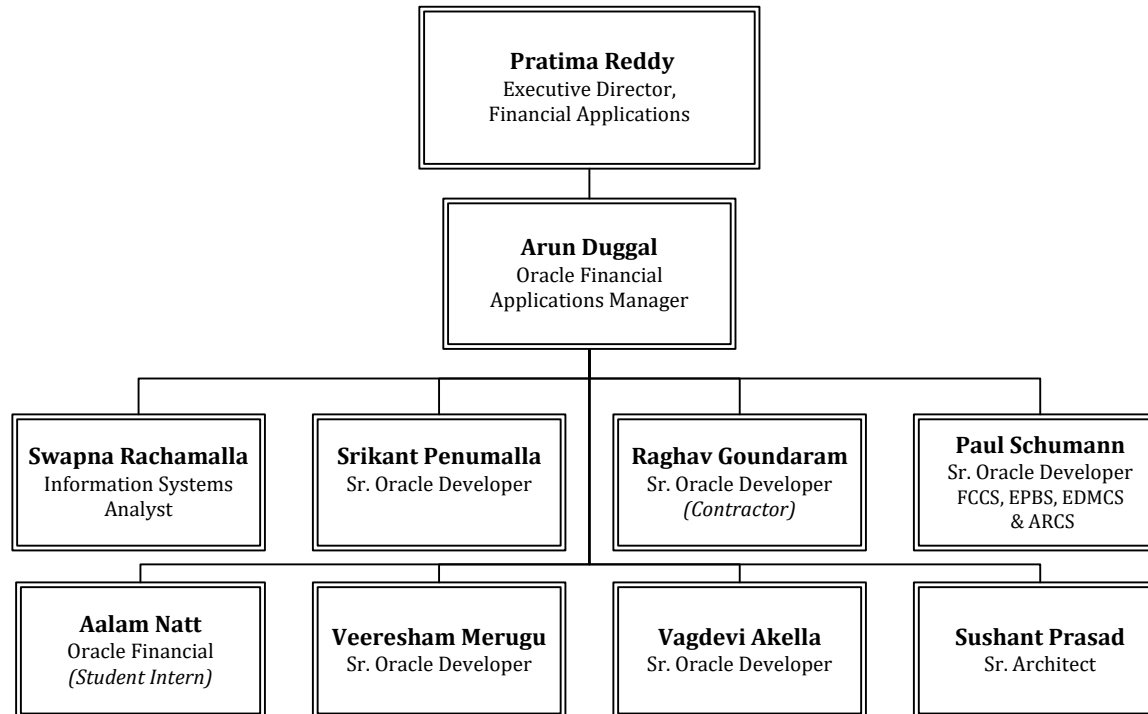 Pratima Reddy
Executive Director,
Financial Applications
Arun Duggal
Oracle Financial
Applications Manager
Swapna Rachamalla
Information Systems
Analyst
Srikant Penumalla
Sr. Oracle Developer
Raghav Goundaram
Sr. Oracle Developer
(Contractor)
Paul Schumann
Sr. Oracle Developer
FCCS, EPBS, EDMCS
& ARCS
Aalam Natt
Oracle Financial
(Student Intern)
Veeresham Merugu
Sr. Oracle Developer
Vagdevi Akella
Sr. Oracle Developer
Sushant Prasad
Sr. Architect